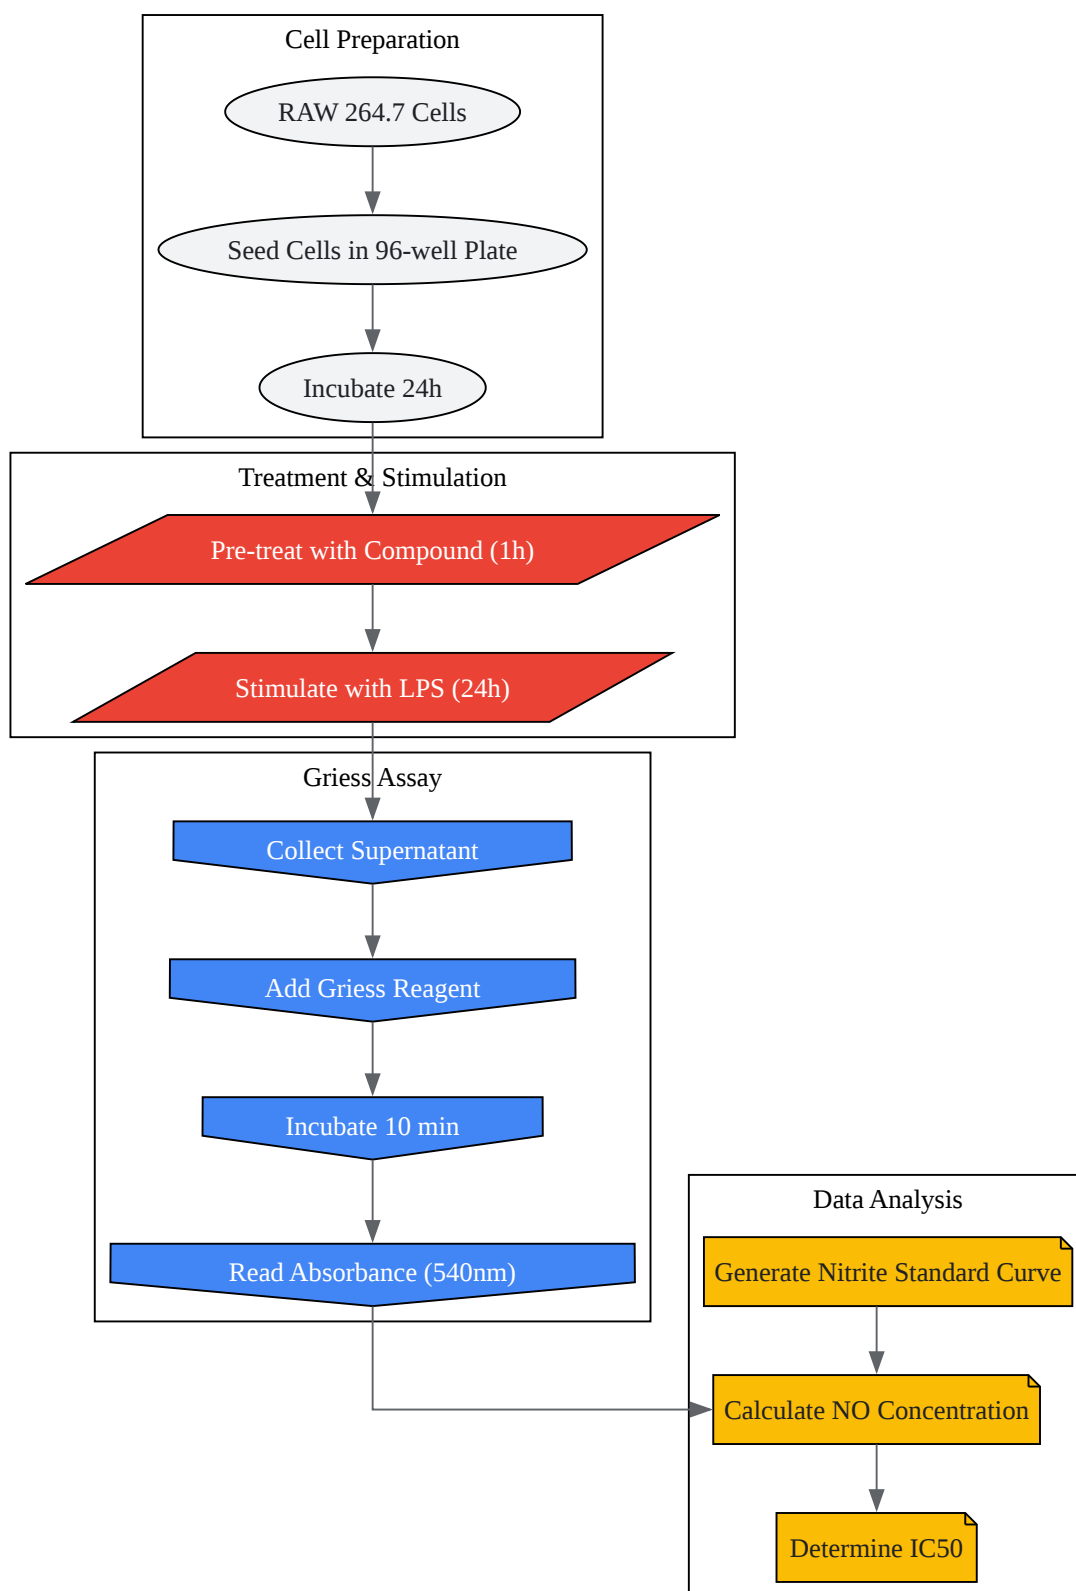 Cell Preparation
RAW 264.7 Cells
Seed Cells in 96-well Plate
Incubate 24h
Treatment & Stimulation
Pre-treat with Compound (1h)
Stimulate with LPS (24h)
Griess Assay
Collect Supernatant
Add Griess Reagent
Incubate 10 min
Read Absorbance (540nm)
Data Analysis
Generate Nitrite Standard Curve
Calculate NO Concentration
Determine IC50